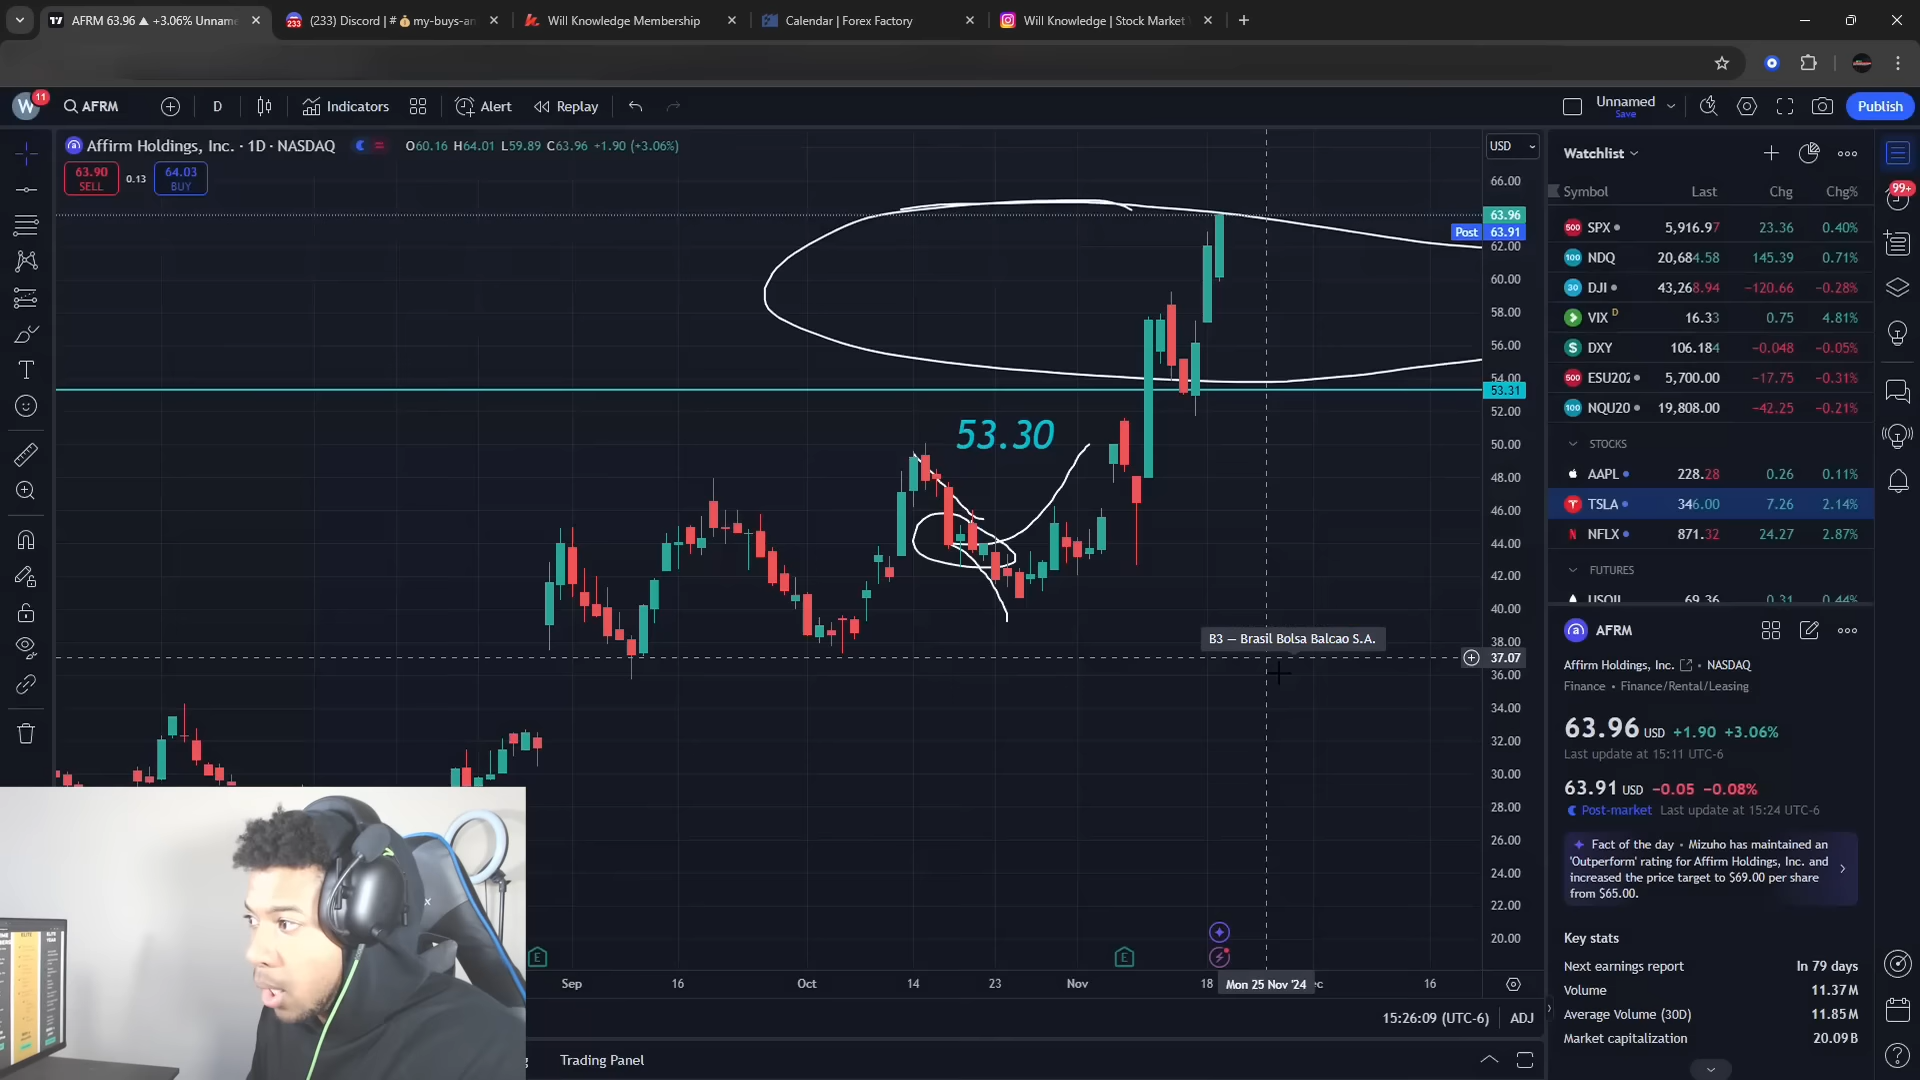 AFRM 63.96 ▲ +3.06% Unnam
(233) Discord | # 💰my-buys-an
Will Knowledge Membership
Calendar | Forex Factory
Will Knowledge | Stock Market
W 11
AFRM
D
Indicators
Alert
Replay
Unnamed
Save
Publish
Affirm Holdings, Inc. · 1D · NASDAQ
O60.16 H64.01 L59.89 C63.96 +1.90 (+3.06%)
63.90
SELL
0.13
64.03
BUY
USD
66.00
63.96
Post 63.91
62.00
60.00
58.00
56.00
54.00
53.31
52.00
50.00
48.00
46.00
44.00
42.00
40.00
38.00
37.07
36.00
34.00
32.00
30.00
28.00
26.00
24.00
22.00
20.00
53.30
B3 — Brasil Bolsa Balcao S.A.
E
E
Sep
16
Oct
14
23
Nov
18
Mon 25 Nov '24
ec
16
15:26:09 (UTC-6)
ADJ
Trading Panel
Watchlist
Symbol Last Chg Chg%
SPX 5,916.97 23.36 0.40%
NDQ 20,684.58 145.39 0.71%
DJI 43,268.94 −120.66 −0.28%
VIX D 16.33 0.75 4.81%
DXY 106.184 −0.048 −0.05%
ESU202 5,700.00 −17.75 −0.31%
NQU20 19,808.00 −42.25 −0.21%
STOCKS
AAPL 228.28 0.26 0.11%
TSLA 346.00 7.26 2.14%
NFLX 871.32 24.27 2.87%
FUTURES
USOIL 69.36 0.31 0.44%
99+
AFRM
Affirm Holdings, Inc. • NASDAQ
Finance • Finance/Rental/Leasing
63.96 USD +1.90 +3.06%
Last update at 15:11 UTC-6
63.91 USD −0.05 −0.08%
Post-market Last update at 15:24 UTC-6
Fact of the day • Mizuho has maintained an
'Outperform' rating for Affirm Holdings, Inc. and
increased the price target to $69.00 per share
from $65.00.
Key stats
Next earnings report In 79 days
Volume 11.37M
Average Volume (30D) 11.85M
Market capitalization 20.09B